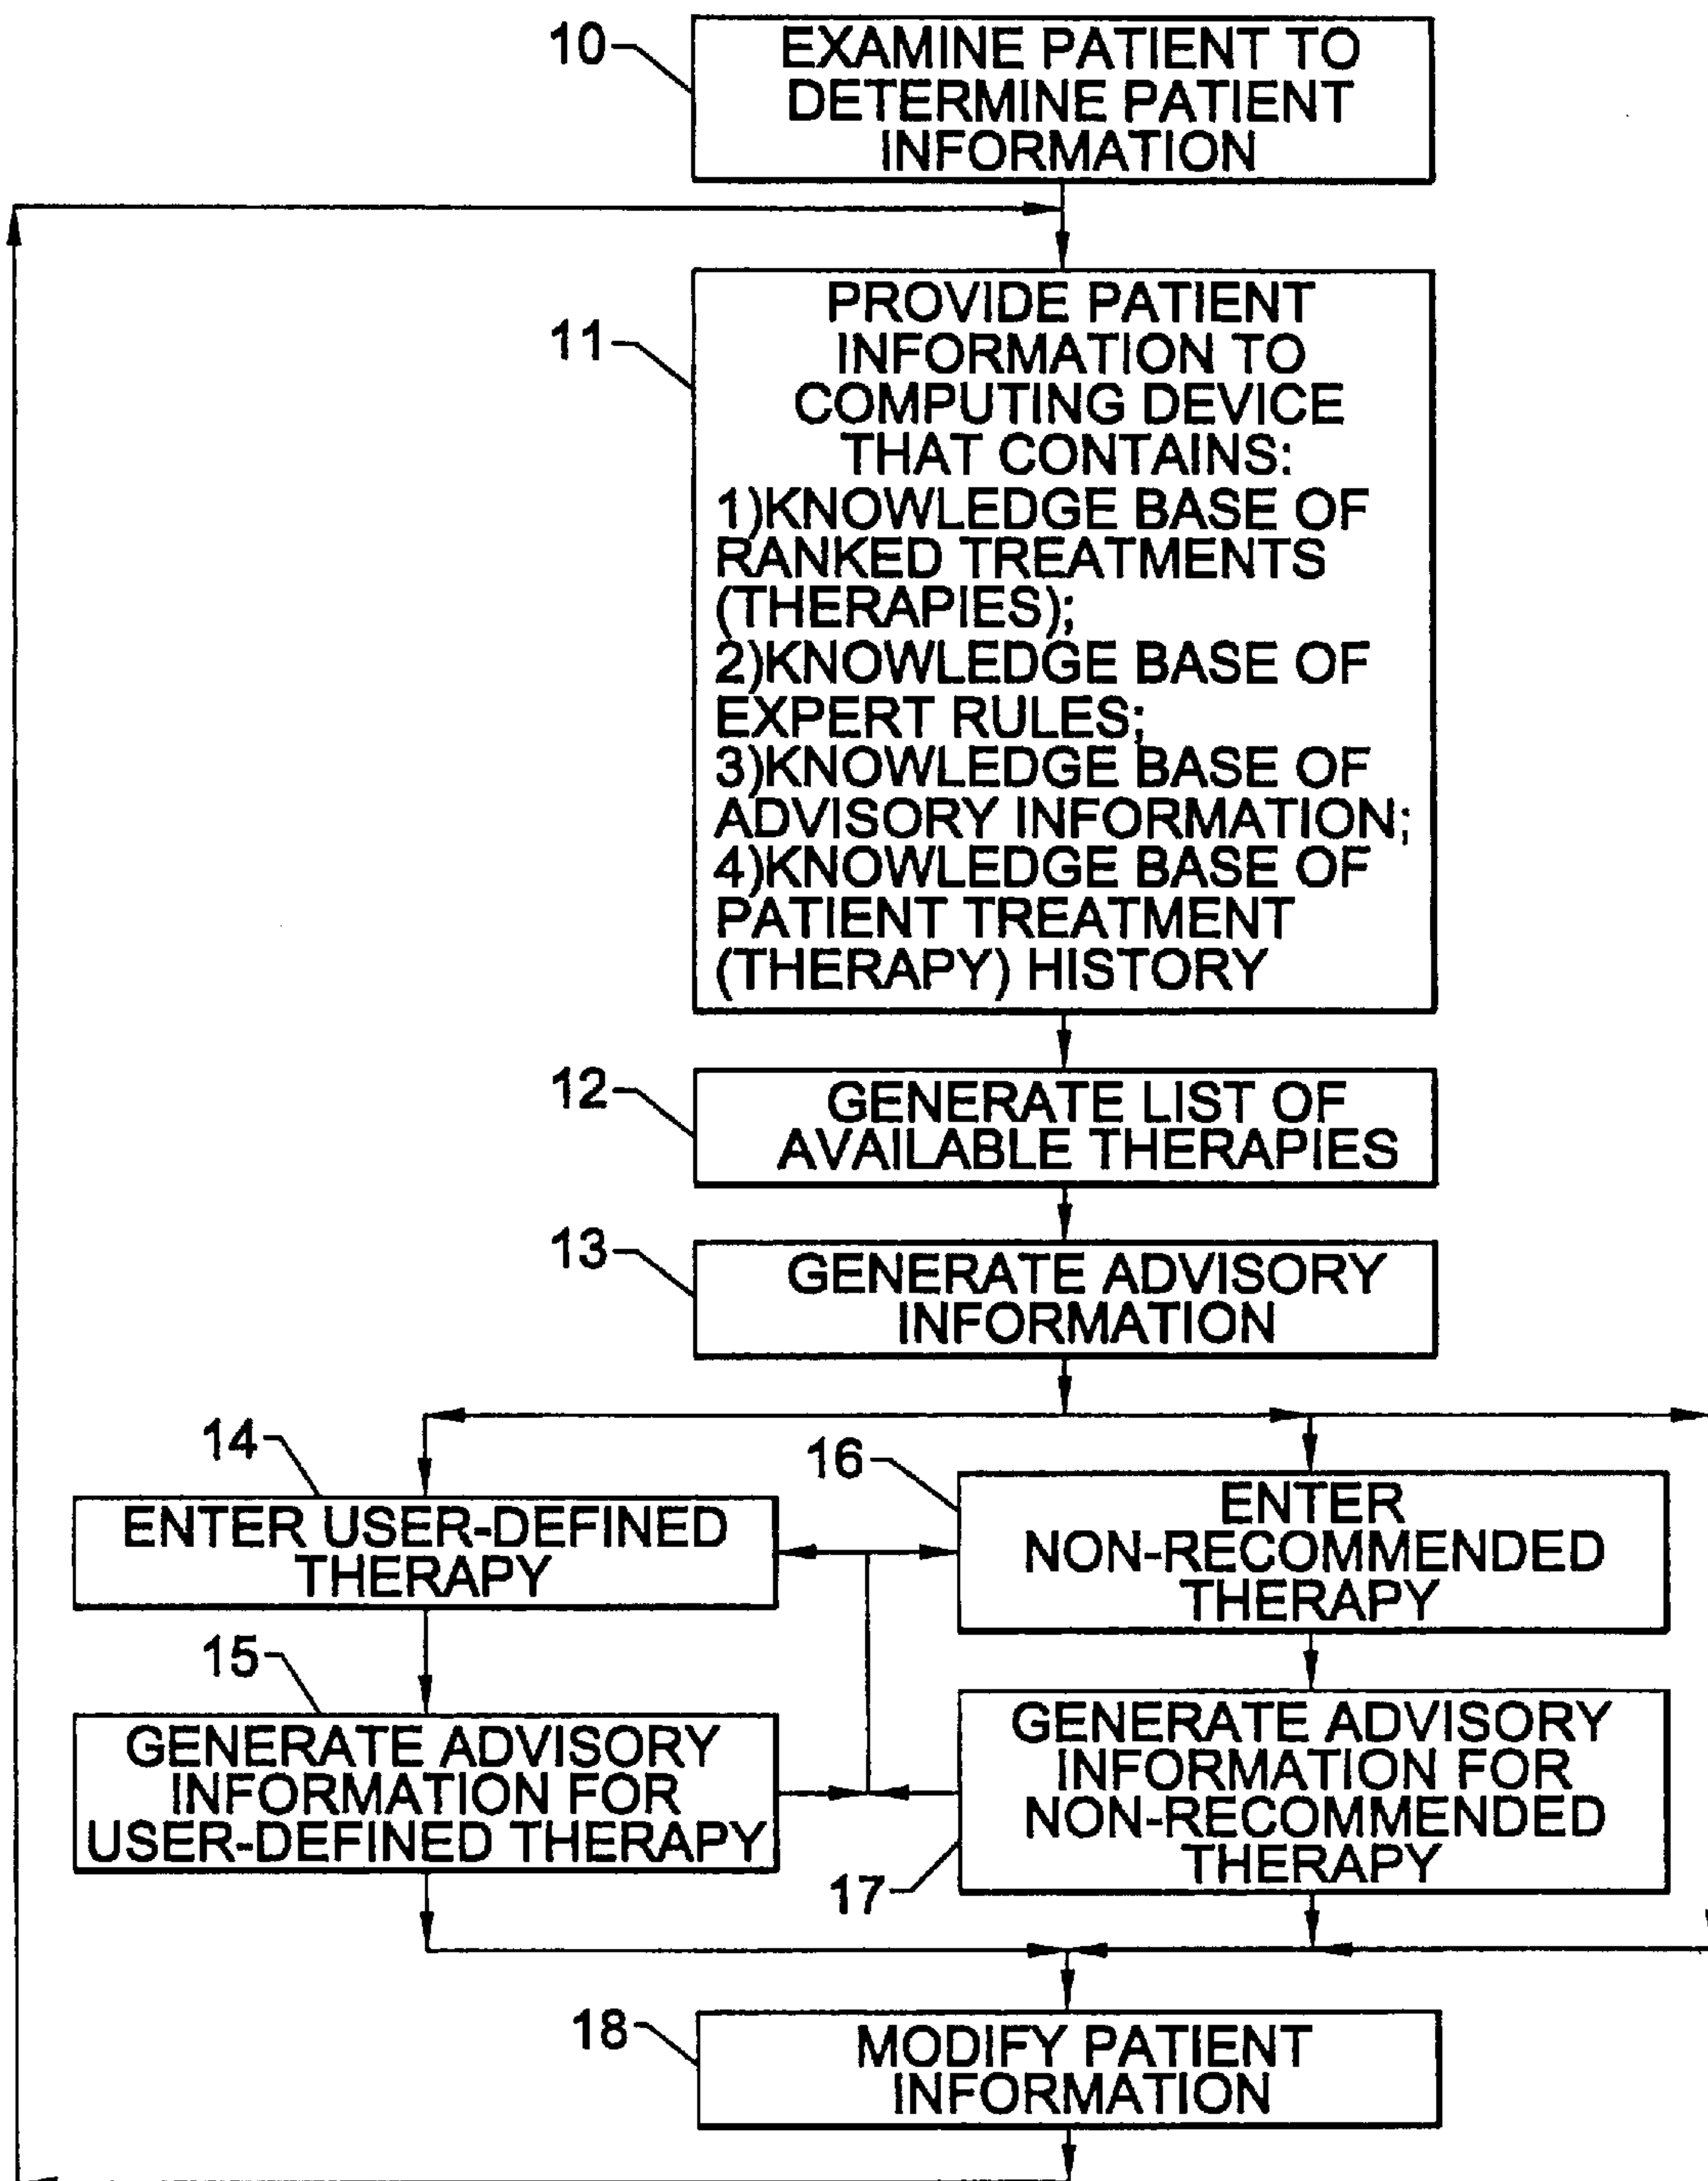 10
EXAMINE PATIENT TO
DETERMINE PATIENT
INFORMATION
11
PROVIDE PATIENT
INFORMATION TO
COMPUTING DEVICE
THAT CONTAINS:
1)KNOWLEDGE BASE OF
RANKED TREATMENTS
(THERAPIES);
2)KNOWLEDGE BASE OF
EXPERT RULES;
3)KNOWLEDGE BASE OF
ADVISORY INFORMATION;
4)KNOWLEDGE BASE OF
PATIENT TREATMENT
(THERAPY) HISTORY
12
GENERATE LIST OF
AVAILABLE THERAPIES
13
GENERATE ADVISORY
INFORMATION
14
ENTER USER-DEFINED
THERAPY
16
ENTER
NON-RECOMMENDED
THERAPY
15
GENERATE ADVISORY
INFORMATION FOR
USER-DEFINED THERAPY
GENERATE ADVISORY
INFORMATION FOR
NON-RECOMMENDED
THERAPY
17
18
MODIFY PATIENT
INFORMATION